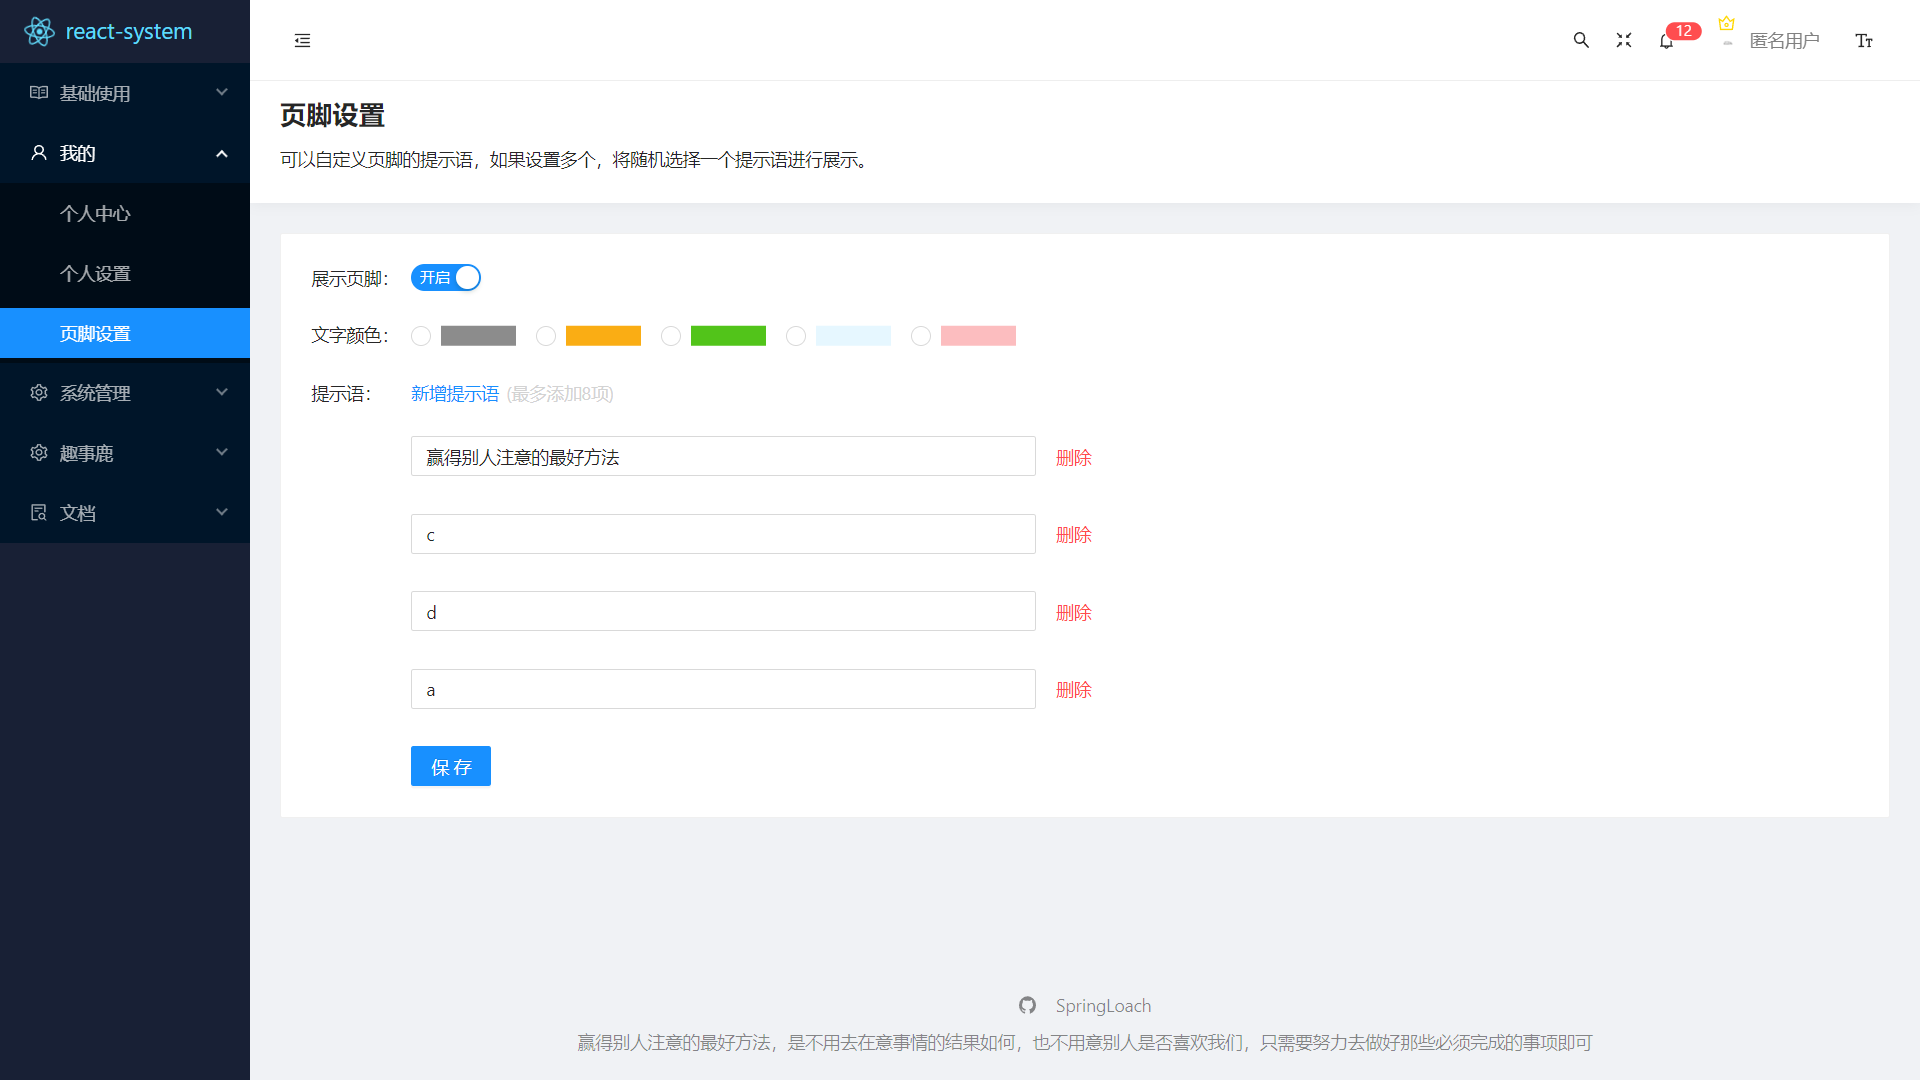 react-system
基础使用
我的
个人中心
个人设置
页脚设置
系统管理
趣事鹿
文档
12
匿名用户
页脚设置
可以自定义页脚的提示语，如果设置多个，将随机选择一个提示语进行展示。
展示页脚：
开启
文字颜色：
提示语：
新增提示语 (最多添加8项)
赢得别人注意的最好方法
删除
c
删除
d
删除
a
删除
保 存
SpringLoach
赢得别人注意的最好方法，是不用去在意事情的结果如何，也不用意别人是否喜欢我们，只需要努力去做好那些必须完成的事项即可